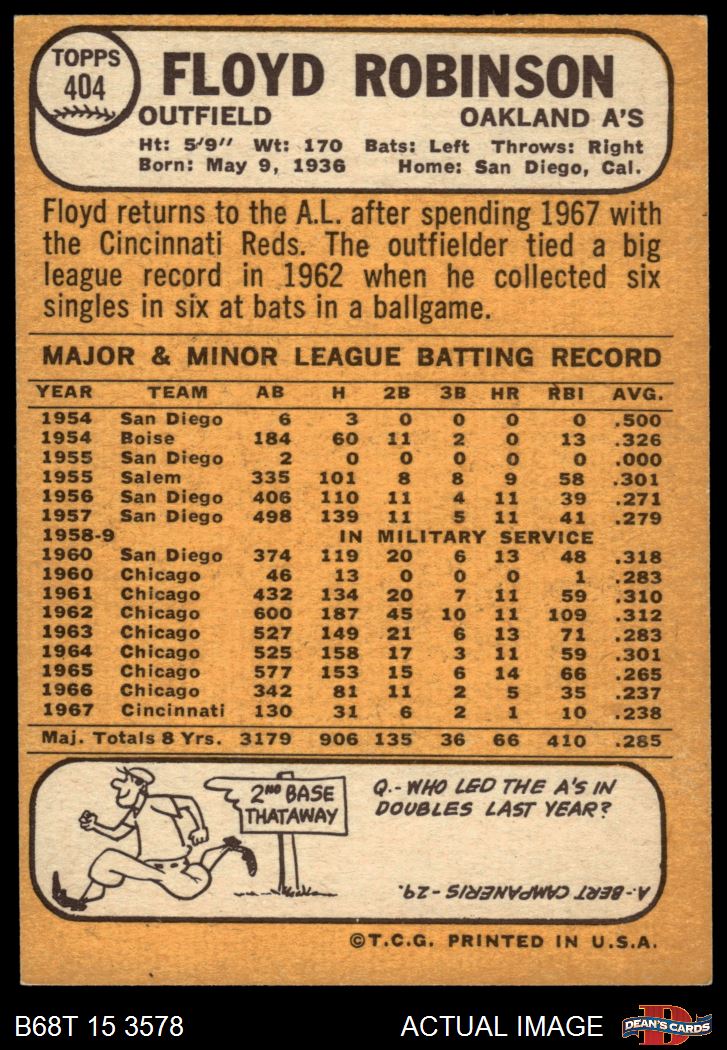 TOPPS
404
FLOYD ROBINSON
OUTFIELD OAKLAND A'S
Ht: 5'9" Wt: 170 Bats: Left Throws: Right
Born: May 9, 1936 Home: San Diego, Cal.
Floyd returns to the A.L. after spending 1967 with
the Cincinnati Reds. The outfielder tied a big
league record in 1962 when he collected six
singles in six at bats in a ballgame.
MAJOR & MINOR LEAGUE BATTING RECORD
YEAR TEAM AB H 2B 3B HR RBI AVG.
1954 San Diego 6 3 0 0 0 0 .500
1954 Boise 184 60 11 2 0 13 .326
1955 San Diego 2 0 0 0 0 0 .000
1955 Salem 335 101 8 8 9 58 .301
1956 San Diego 406 110 11 4 11 39 .271
1957 San Diego 498 139 11 5 11 41 .279
1958-9 IN MILITARY SERVICE
1960 San Diego 374 119 20 6 13 48 .318
1960 Chicago 46 13 0 0 0 1 .283
1961 Chicago 432 134 20 7 11 59 .310
1962 Chicago 600 187 45 10 11 109 .312
1963 Chicago 527 149 21 6 13 71 .283
1964 Chicago 525 158 17 3 11 59 .301
1965 Chicago 577 153 15 6 14 66 .265
1966 Chicago 342 81 11 2 5 35 .237
1967 Cincinnati 130 31 6 2 1 10 .238
Maj. Totals 8 Yrs. 3179 906 135 36 66 410 .285
2ND BASE
THATAWAY
Q.-WHO LED THE A'S IN
DOUBLES LAST YEAR?
A.-BERT CAMPANERIS-29.
©T.C.G. PRINTED IN U.S.A.
B68T 15 3578 ACTUAL IMAGE
D
DEAN'S CARDS